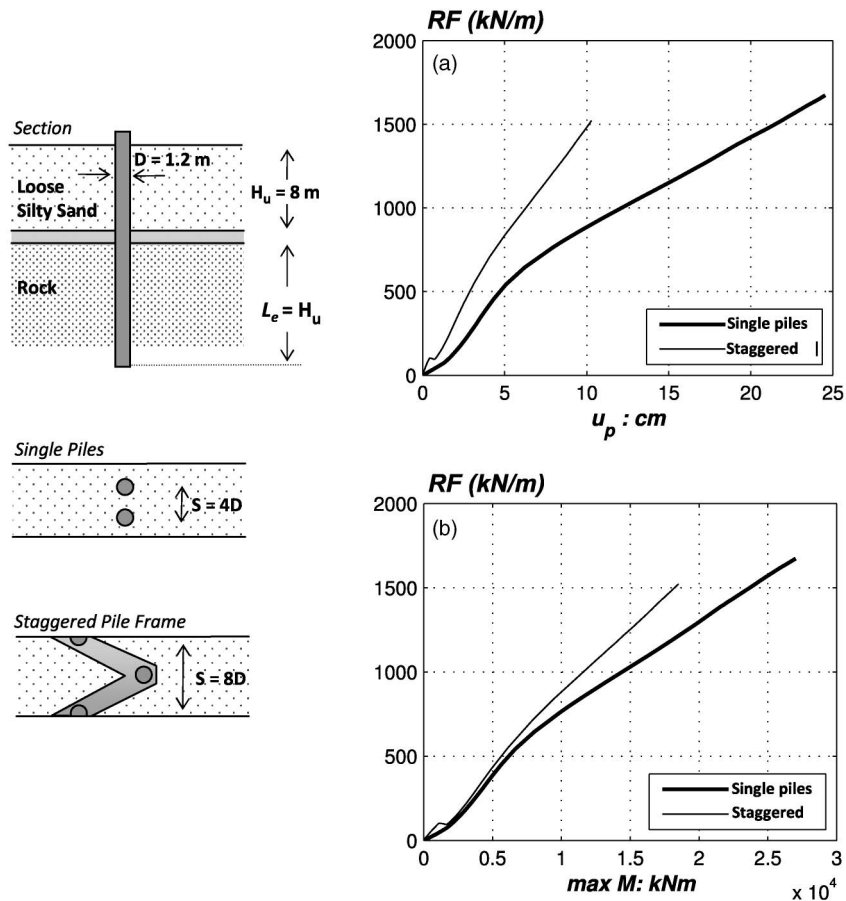 Section
D = 1.2 m
Loose
Silty Sand
H_u = 8 m
Rock
L_e = H_u
Single Piles
S = 4D
Staggered Pile Frame
S = 8D
RF (kN/m)
(a)
2000
1500
1000
500
0
0 5 10 15 20 25
Single piles
Staggered
u_p : cm
RF (kN/m)
(b)
2000
1500
1000
500
0
0 0.5 1 1.5 2 2.5 3
Single piles
Staggered
max M: kNm
x 10^4